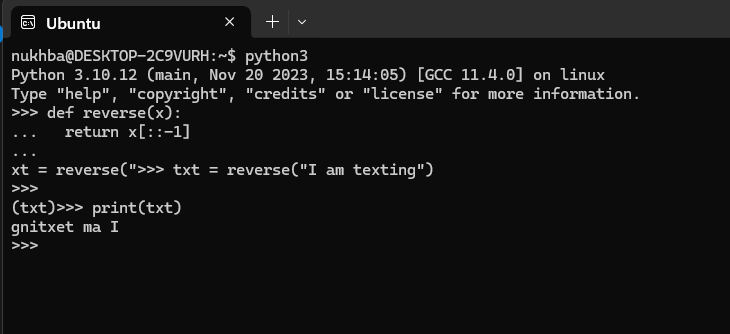 Ubuntu
nukhba@DESKTOP-2C9VURH:~$ python3
Python 3.10.12 (main, Nov 20 2023, 15:14:05) [GCC 11.4.0] on linux
Type "help", "copyright", "credits" or "license" for more information.
>>> def reverse(x):
...   return x[::-1]
...
xt = reverse(">>> txt = reverse("I am texting")
>>>
(txt)>>> print(txt)
gnitxet ma I
>>>